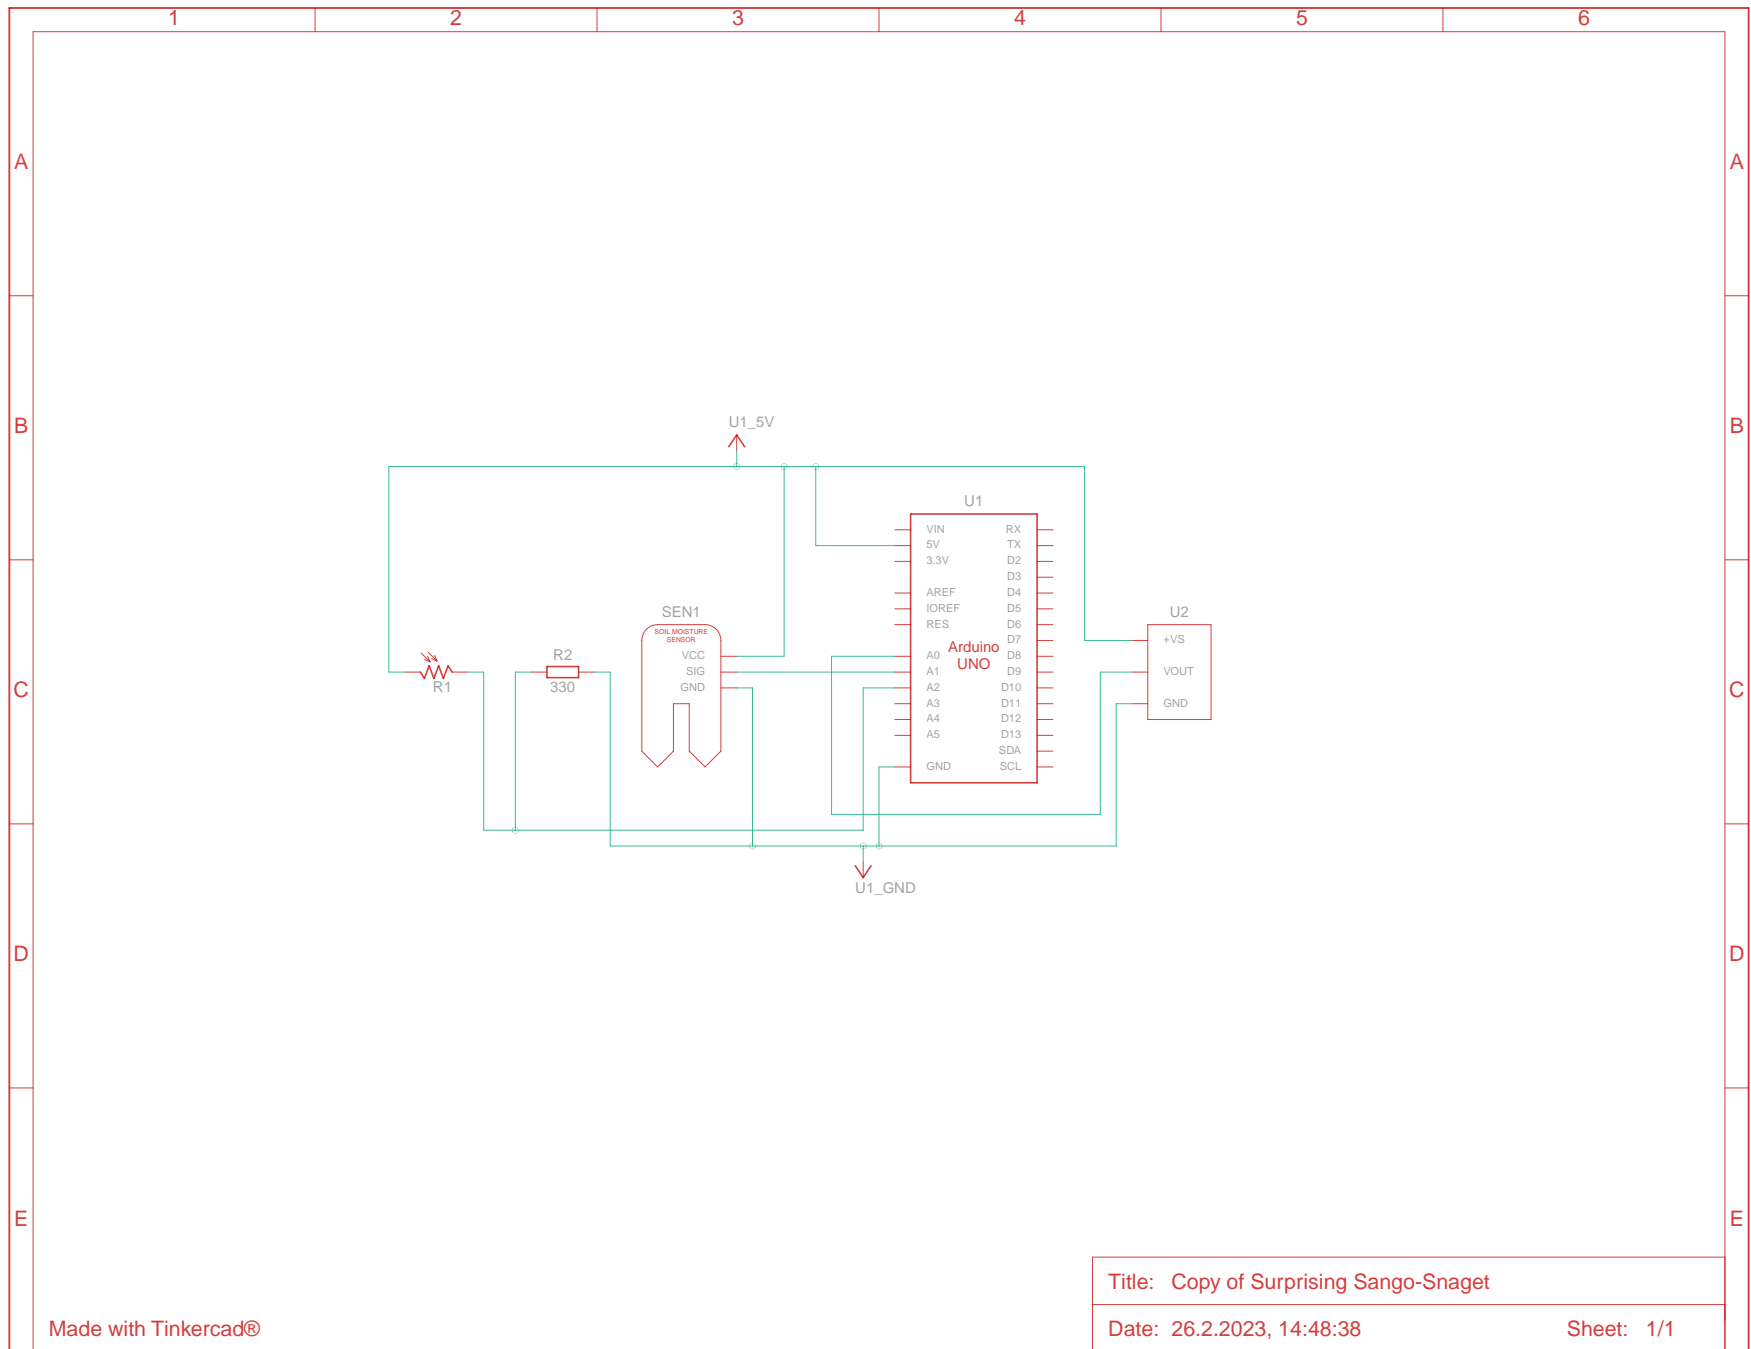 1 2 3 4 5 6
A A
B B
U1_5V
U1
VIN RX
5V TX
3.3V D2
D3
AREF D4
IOREF D5
RES D6
D7
Arduino
UNO
A0 D8
A1 D9
A2 D10
A3 D11
A4 D12
A5 D13
SDA
GND SCL
SEN1
SOIL MOISTURE
SENSOR
VCC
SIG
GND
U2
+VS
VOUT
GND
R1
R2
330
C C
U1_GND
D D
E E
Title: Copy of Surprising Sango-Snaget
Made with Tinkercad®
Date: 26.2.2023, 14:48:38 Sheet: 1/1